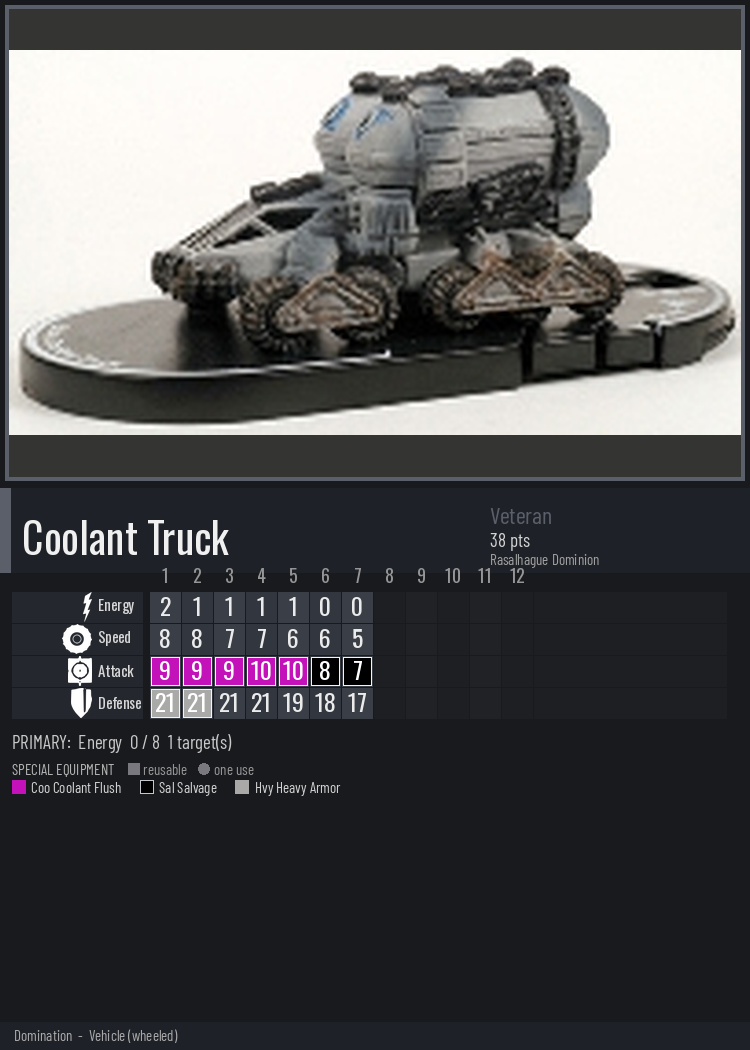 Coolant Truck
Veteran
38 pts
Rasalhague Dominion
1 2 3 4 5 6 7 8 9 10 11 12
Energy 2 1 1 1 1 0 0
Speed 8 8 7 7 6 6 5
Attack 9 9 9 10 10 8 7
Defense 21 21 21 21 19 18 17
PRIMARY: Energy 0 / 8 1 target(s)
SPECIAL EQUIPMENT reusable one use
Coo Coolant Flush Sal Salvage Hvy Heavy Armor
Domination - Vehicle (wheeled)